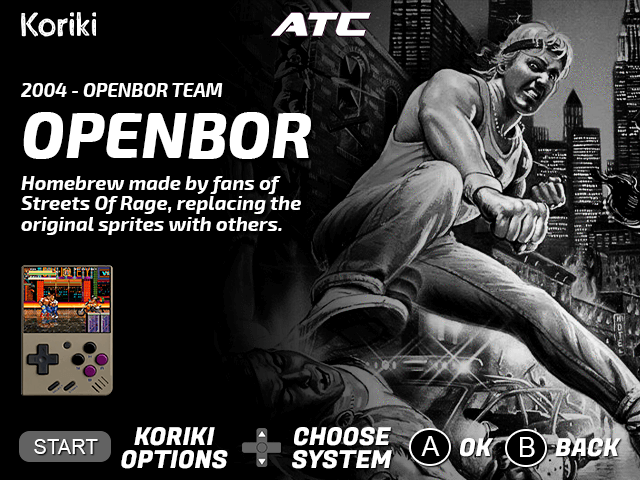 Koriki
ATC
2004 - OPENBOR TEAM
OPENBOR
Homebrew made by fans of
Streets Of Rage, replacing the
original sprites with others.
HOTEL
START
KORIKI
OPTIONS
CHOOSE
SYSTEM
A OK
B BACK